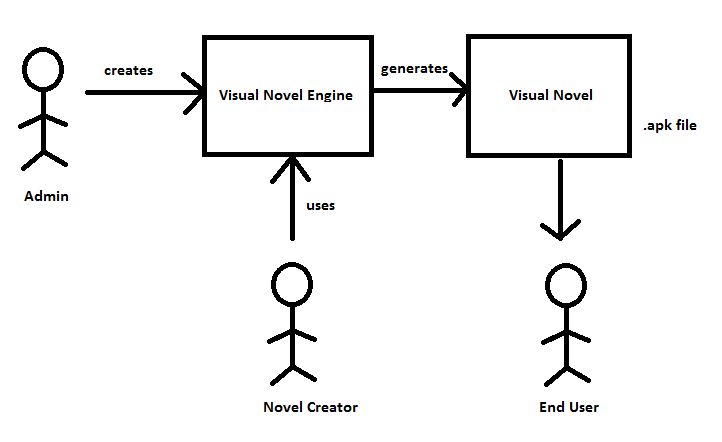 creates
generates
Visual Novel Engine
Visual Novel
.apk file
Admin
uses
Novel Creator
End User